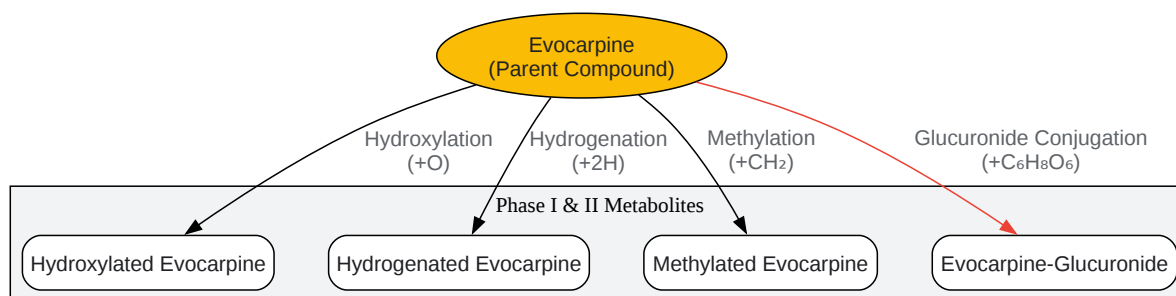 Evocarpine
(Parent Compound)
Hydroxylation
(+O)
Hydrogenation
(+2H)
Methylation
(+CH₂)
Glucuronide Conjugation
(+C₆H₈O₆)
Phase I & II Metabolites
Hydroxylated Evocarpine
Hydrogenated Evocarpine
Methylated Evocarpine
Evocarpine-Glucuronide